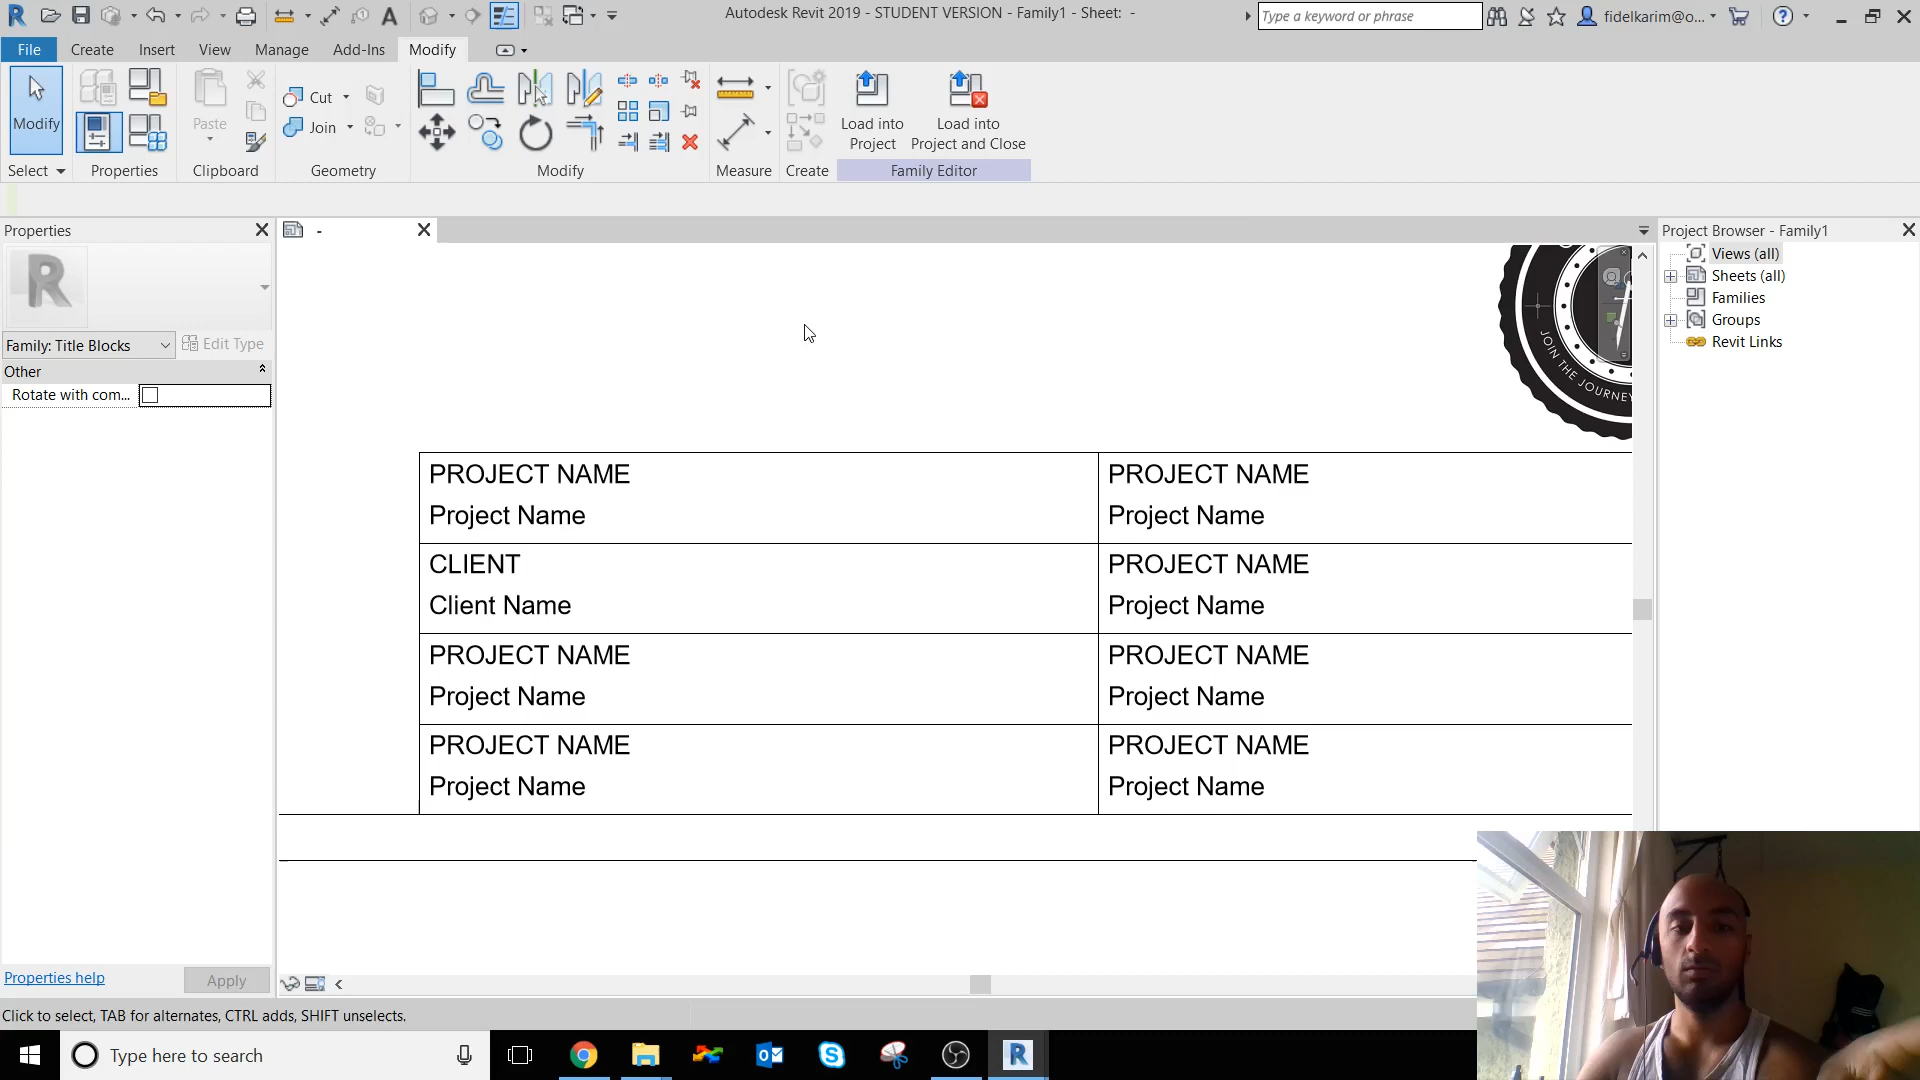 Autodesk Revit 2019 - STUDENT VERSION - Family1 - Sheet: -
Type a keyword or phrase
fidelkarim@o...
File Create Insert View Manage Add-Ins Modify
Modify
Paste
Cut
Join
Load into Project
Load into Project and Close
Select Properties Clipboard Geometry Modify Measure Create Family Editor
Properties
-
Project Browser - Family1
R
Family: Title Blocks
Edit Type
Other
Rotate with com...
Views (all)
Sheets (all)
Families
Groups
Revit Links
JOIN THE JOURNEY
PROJECT NAME PROJECT NAME
Project Name Project Name
CLIENT PROJECT NAME
Client Name Project Name
PROJECT NAME PROJECT NAME
Project Name Project Name
PROJECT NAME PROJECT NAME
Project Name Project Name
Properties help
Apply
Click to select, TAB for alternates, CTRL adds, SHIFT unselects.
Type here to search